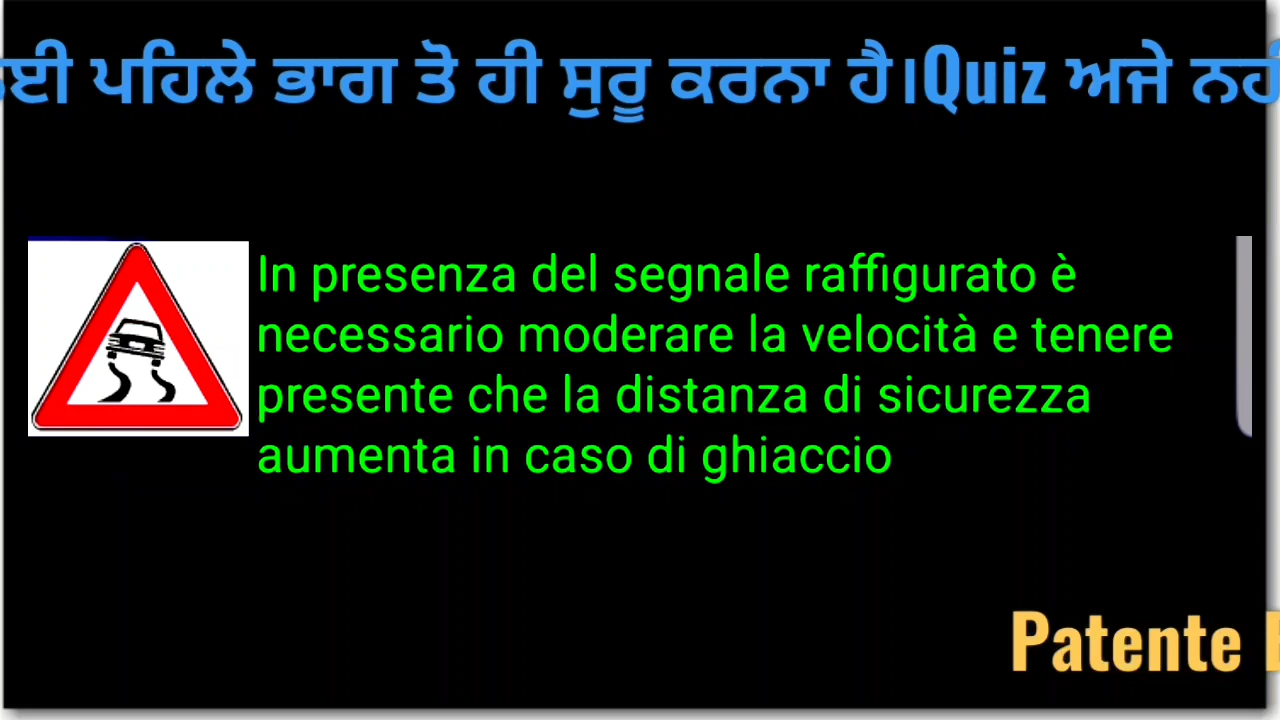 ਪਹਿਲੇ ਭਾਗ ਤੋ ਹੀ ਸੁਰੂ ਕਰਨਾ ਹੈ।Quiz ਅਜੇ
In presenza del segnale raffigurato è
necessario moderare la velocità e tenere
presente che la distanza di sicurezza
aumenta in caso di ghiaccio
Patente